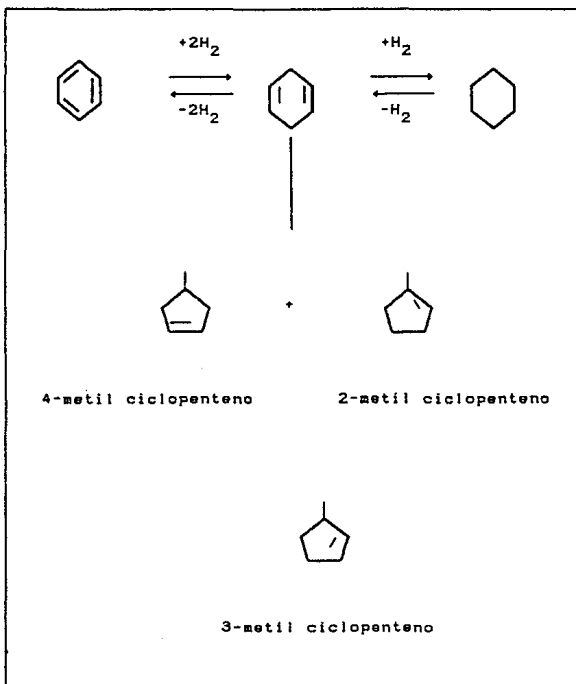 +2H2 +H2
-2H2 -H2
+
4-metil ciclopenteno 2-metil ciclopenteno
3-metil ciclopenteno